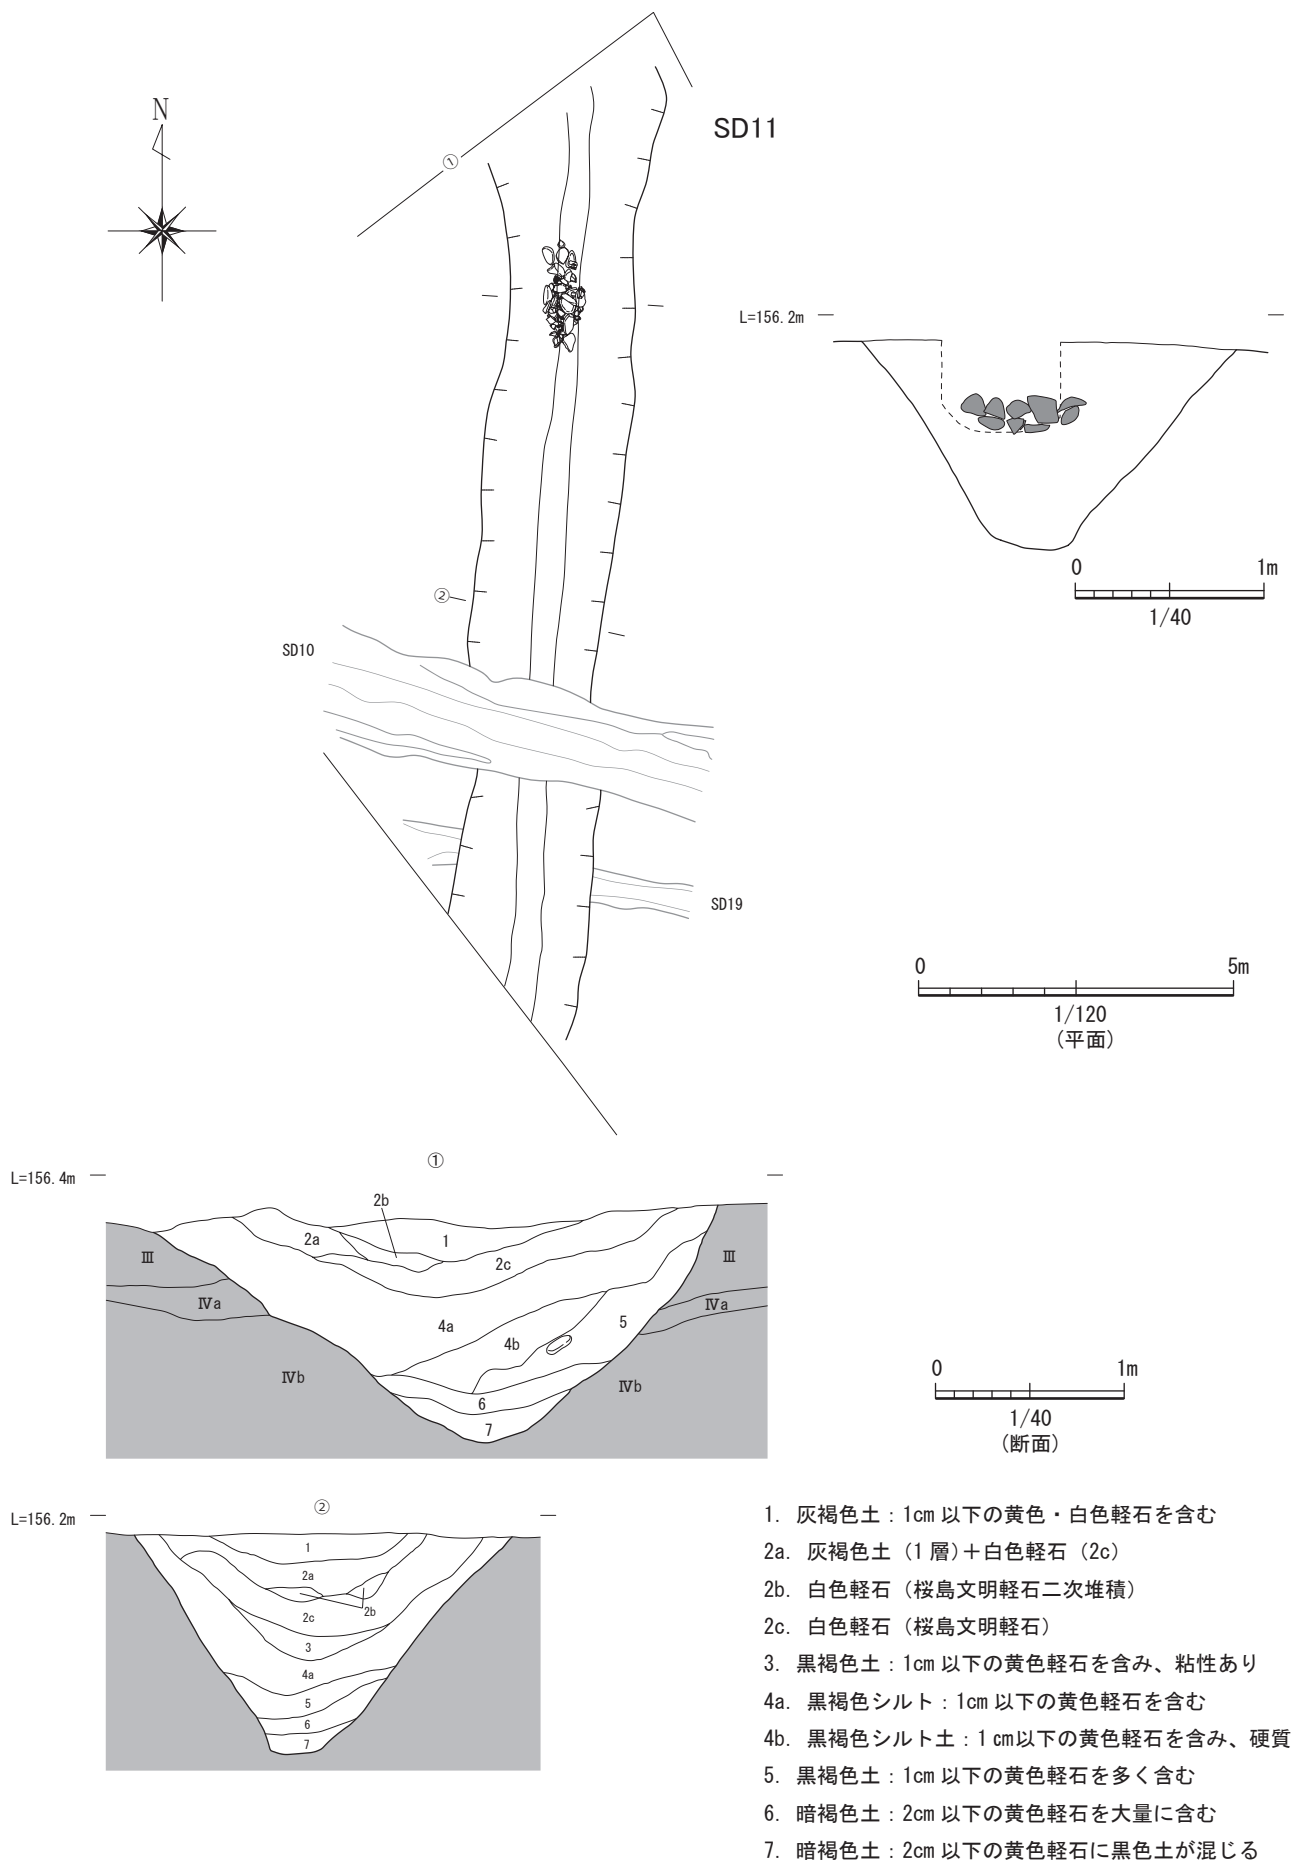 N
SD11
①
L=156.2m
0 1m
1/40
②
SD10
SD19
0 5m
1/120
(平面)
①
L=156.4m
2b
2a
1
2c
Ⅲ
Ⅲ
Ⅳa
Ⅳa
4a
4b
5
Ⅳb
Ⅳb
6
7
0 1m
1/40
(断面)
②
L=156.2m
1
2a
2b
2c
3
4a
5
6
7
1. 灰褐色土：1cm 以下の黄色・白色軽石を含む
2a. 灰褐色土（1 層）＋白色軽石（2c）
2b. 白色軽石（桜島文明軽石二次堆積）
2c. 白色軽石（桜島文明軽石）
3. 黒褐色土：1cm 以下の黄色軽石を含み、粘性あり
4a. 黒褐色シルト：1cm 以下の黄色軽石を含む
4b. 黒褐色シルト土：1 cm以下の黄色軽石を含み、硬質
5. 黒褐色土：1cm 以下の黄色軽石を多く含む
6. 暗褐色土：2cm 以下の黄色軽石を大量に含む
7. 暗褐色土：2cm 以下の黄色軽石に黒色土が混じる